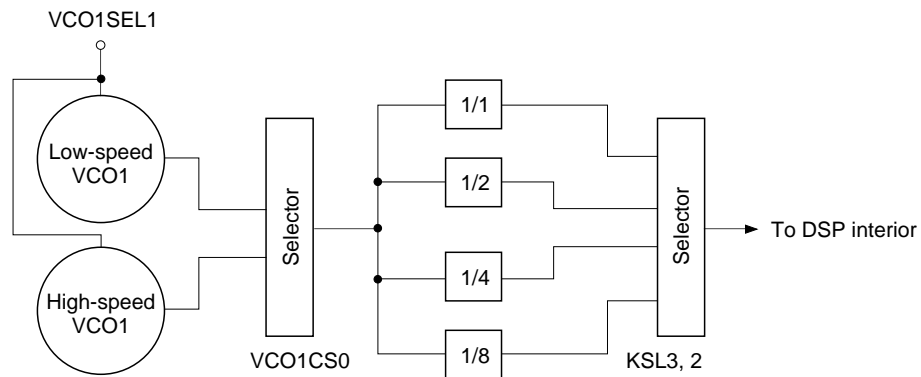 VCO1SEL1
Low-speed
VCO1
High-speed
VCO1
Selector
VCO1CS0
1/1
1/2
1/4
1/8
Selector
KSL3, 2
To DSP interior